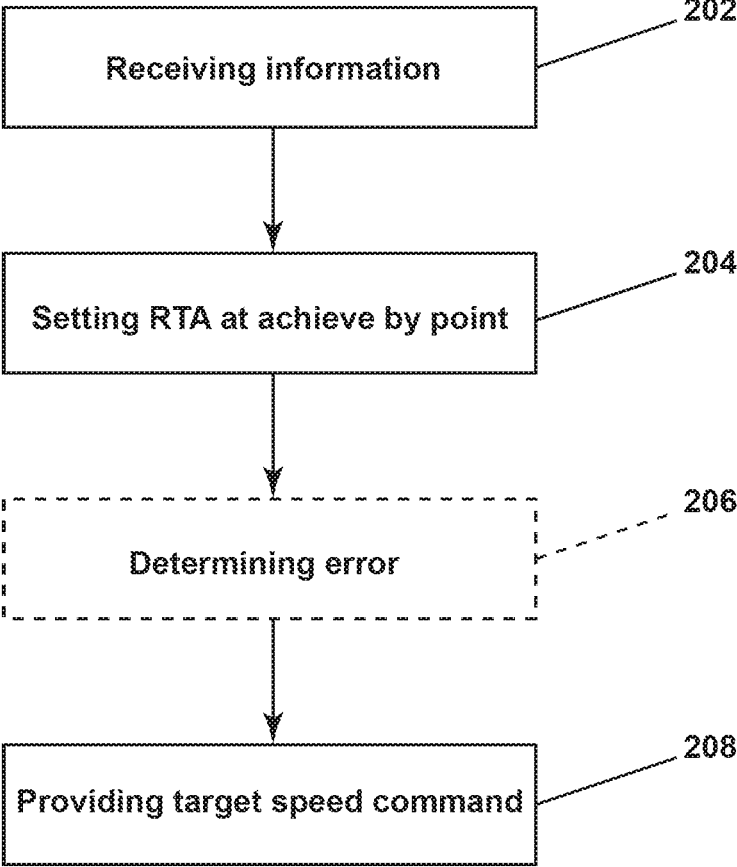 202
Receiving information
204
Setting RTA at achieve by point
206
Determining error
208
Providing target speed command